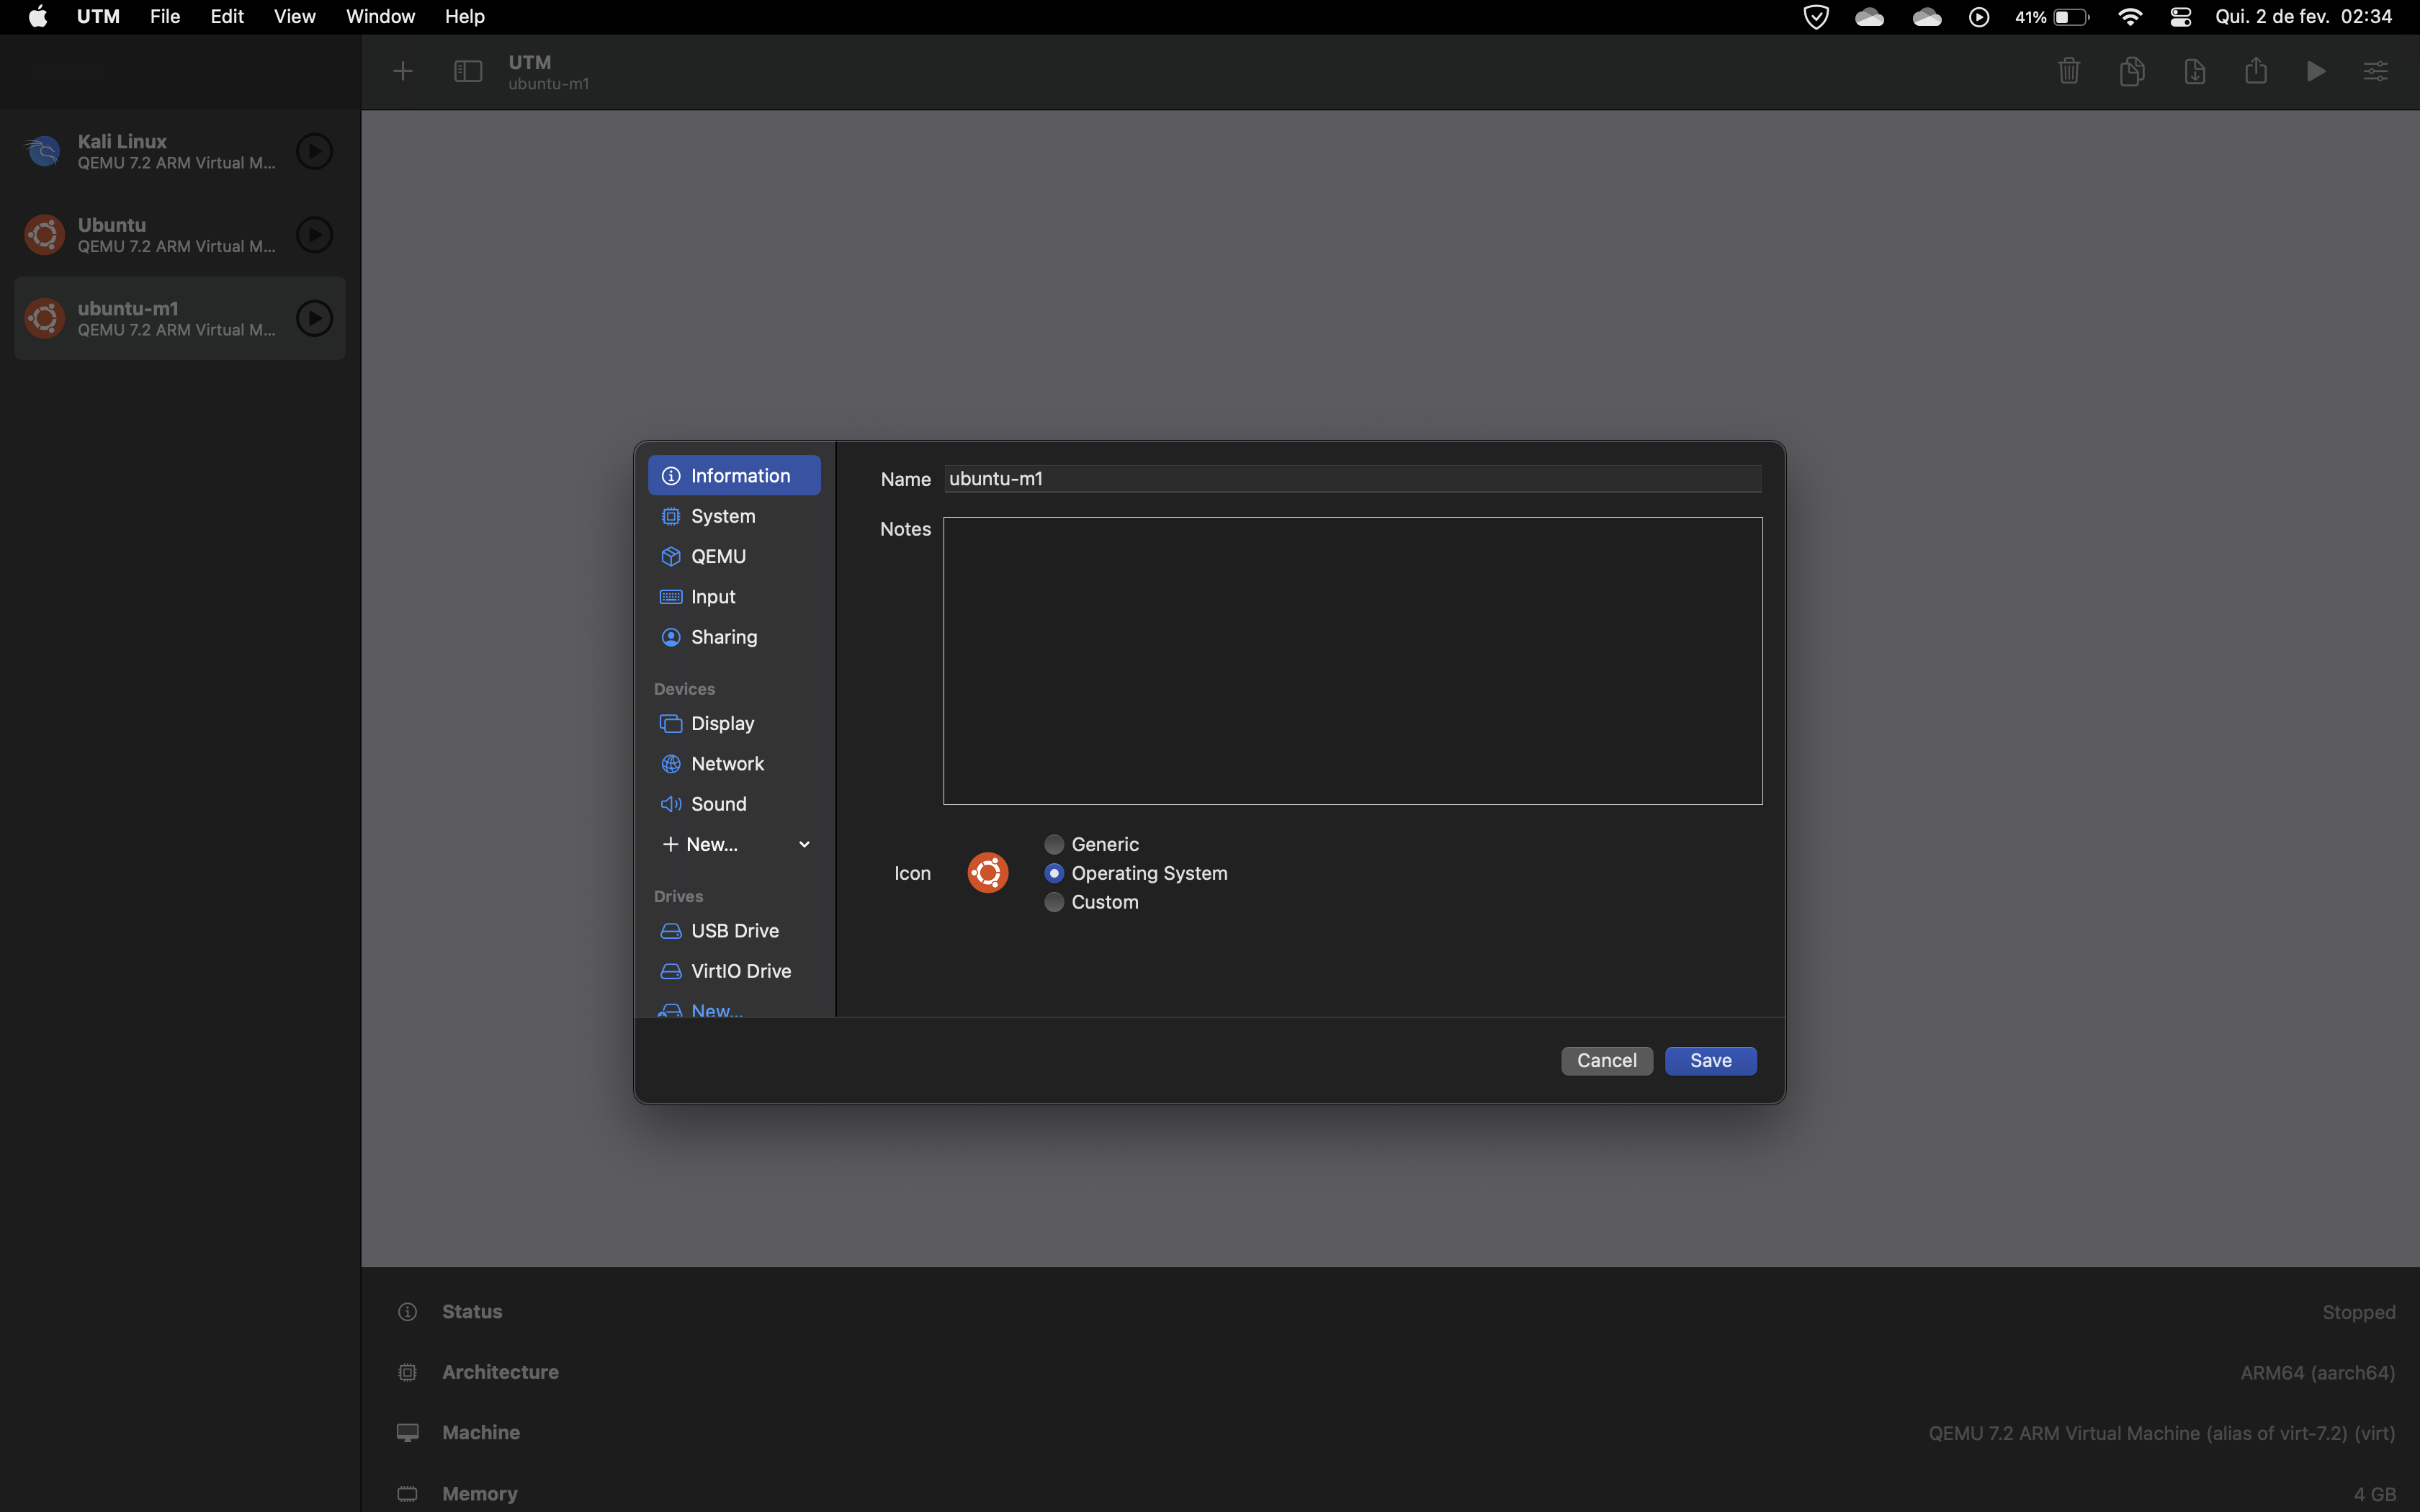 UTM File Edit View Window Help 41% Qui. 2 de fev. 02:34
UTM
ubuntu-m1
Kali Linux
QEMU 7.2 ARM Virtual M...
Ubuntu
QEMU 7.2 ARM Virtual M...
ubuntu-m1
QEMU 7.2 ARM Virtual M...
Information
System
QEMU
Input
Sharing
Devices
Display
Network
Sound
New...
Drives
USB Drive
VirtIO Drive
New...
Name ubuntu-m1
Notes
Icon
Generic
Operating System
Custom
Cancel Save
Status Stopped
Architecture ARM64 (aarch64)
Machine QEMU 7.2 ARM Virtual Machine (alias of virt-7.2) (virt)
Memory 4 GB